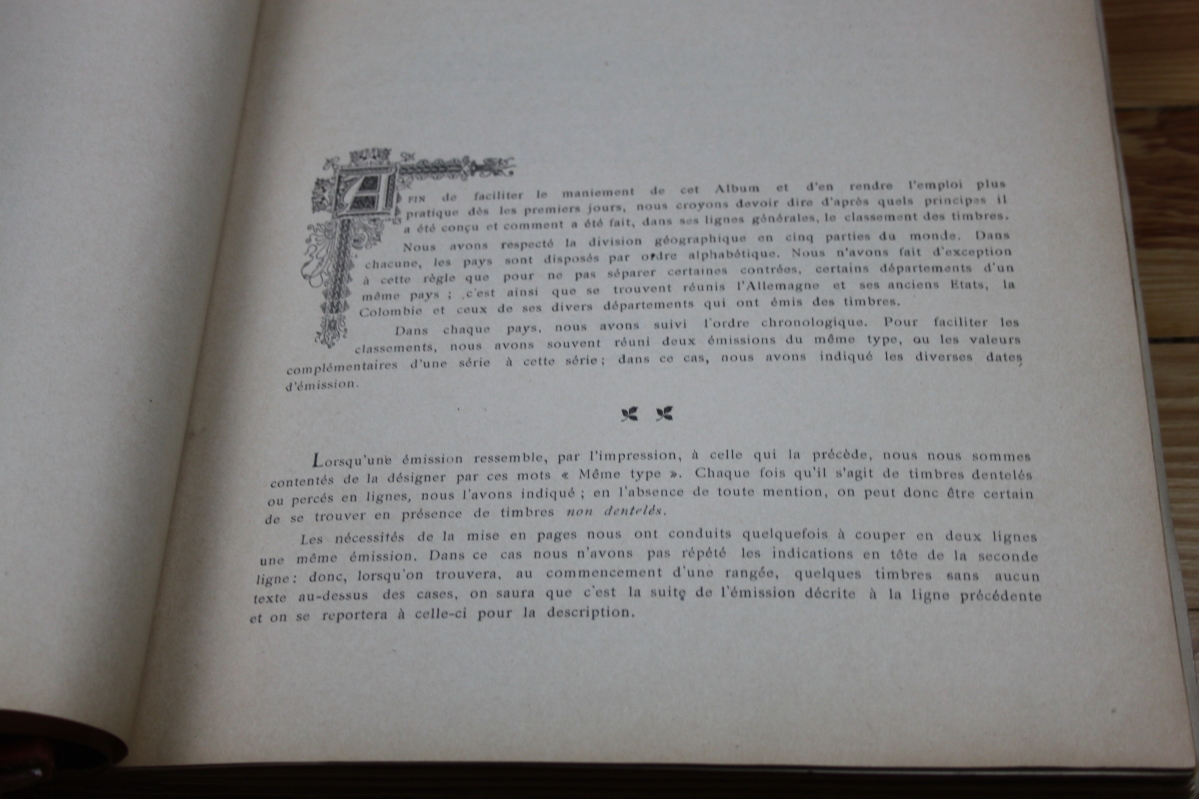 AFIN de faciliter le maniement de cet Album et d'en rendre l'emploi plus
pratique dès les premiers jours, nous croyons devoir dire d'après quels principes il
a été conçu et comment a été fait, dans ses lignes générales, le classement des timbres.
Nous avons respecté la division géographique en cinq parties du monde. Dans
chacune, les pays sont disposés par ordre alphabétique. Nous n'avons fait d'exception
à cette règle que pour ne pas séparer certaines contrées, certains départements d'un
même pays ; c'est ainsi que se trouvent réunis l'Allemagne et ses anciens Etats, la
Colombie et ceux de ses divers départements qui ont émis des timbres.
Dans chaque pays, nous avons suivi l'ordre chronologique. Pour faciliter les
classements, nous avons souvent réuni deux émissions du même type, ou les valeurs
complémentaires d'une série à cette série ; dans ce cas, nous avons indiqué les diverses dates
d'émission.
Lorsqu'une émission ressemble, par l'impression, à celle qui la précède, nous nous sommes
contentés de la désigner par ces mots « Même type ». Chaque fois qu'il s'agit de timbres dentelés
ou percés en lignes, nous l'avons indiqué ; en l'absence de toute mention, on peut donc être certain
de se trouver en présence de timbres non dentelés.
Les nécessités de la mise en pages nous ont conduits quelquefois à couper en deux lignes
une même émission. Dans ce cas nous n'avons pas répété les indications en tête de la seconde
ligne ; donc, lorsqu'on trouvera, au commencement d'une rangée, quelques timbres sans aucun
texte au-dessus des cases, on saura que c'est la suite de l'émission décrite à la ligne précédente
et on se reportera à celle-ci pour la description.